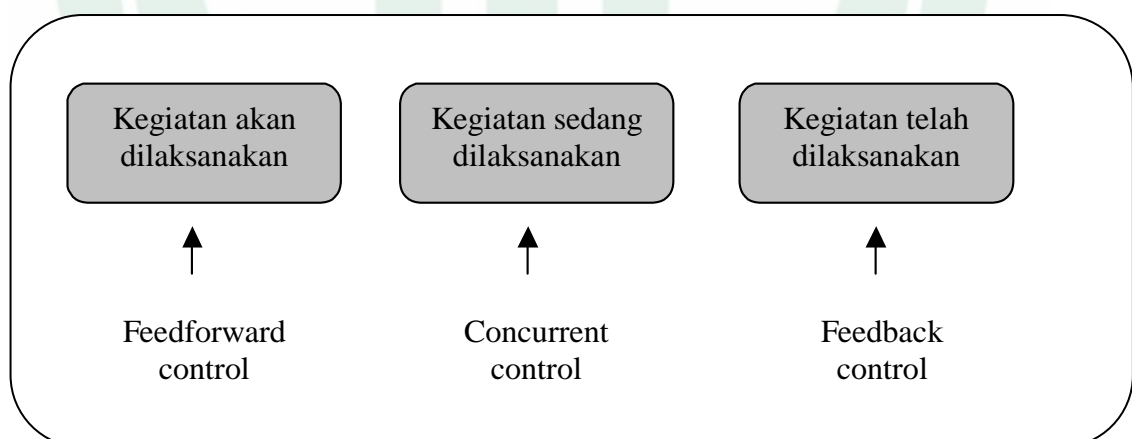 Kegiatan akan
dilaksanakan
Kegiatan sedang
dilaksanakan
Kegiatan telah
dilaksanakan
Feedforward
control
Concurrent
control
Feedback
control